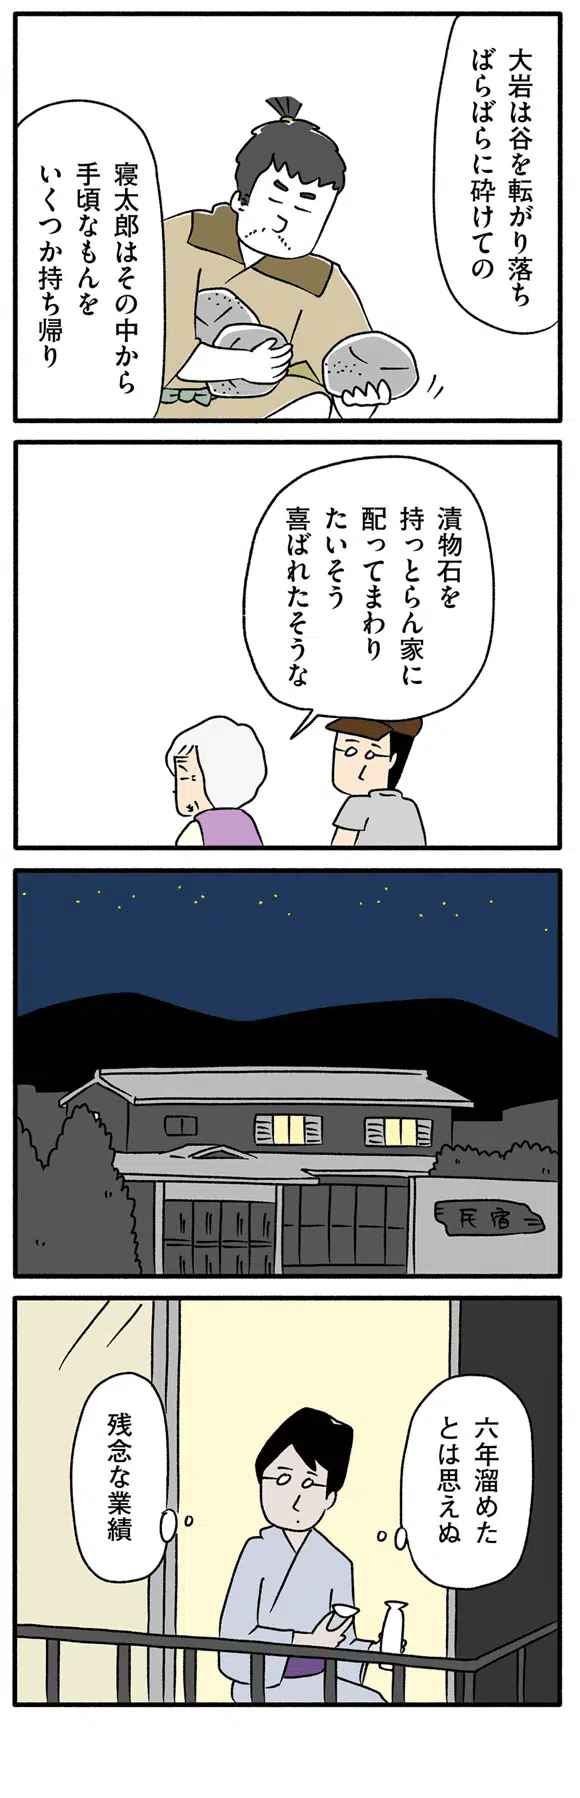 大岩は谷を転がり落ち
ばらばらに砕けての
寝太郎はその中から
手頃なもんを
いくつか持ち帰り
漬物石を
持っとらん家に
配ってまわり
たいそう
喜ばれたそうな
民宿
六年溜めた
とは思えぬ
残念な業績